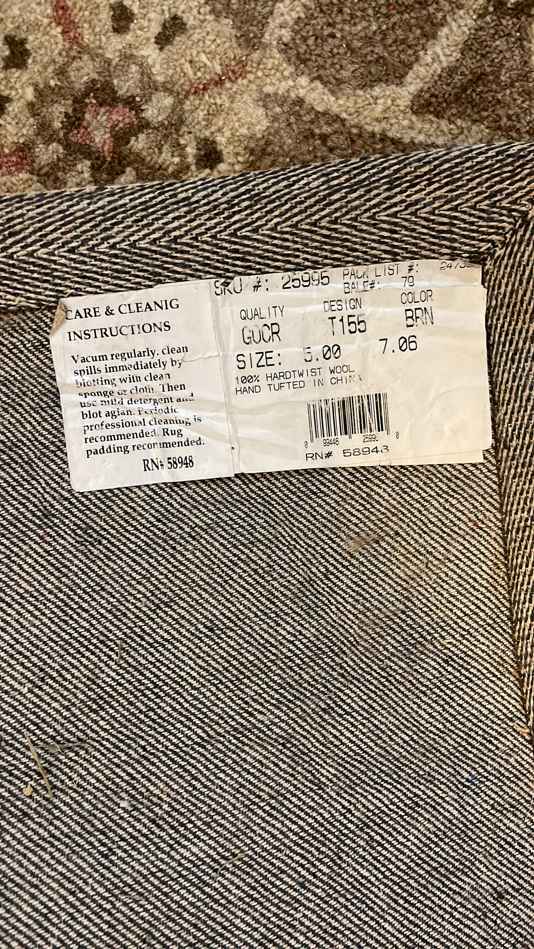 CARE & CLEANIG
INSTRUCTIONS
Vacum regularly, clean
spills immediately by
blotting with clean
sponge or cloth. Then
use mild detergent and
blot agian. Periodic
professional cleaning is
recommended. Rug
padding recommended.
RN# 58948
SKU #: 25995 PACK LIST #:
BALE#: 79
QUALITY DESIGN COLOR
T155 BRN
SIZE: 5.00 7.06
100% HARDTWIST WOOL
HAND TUFTED IN CHINA
RN# 58948